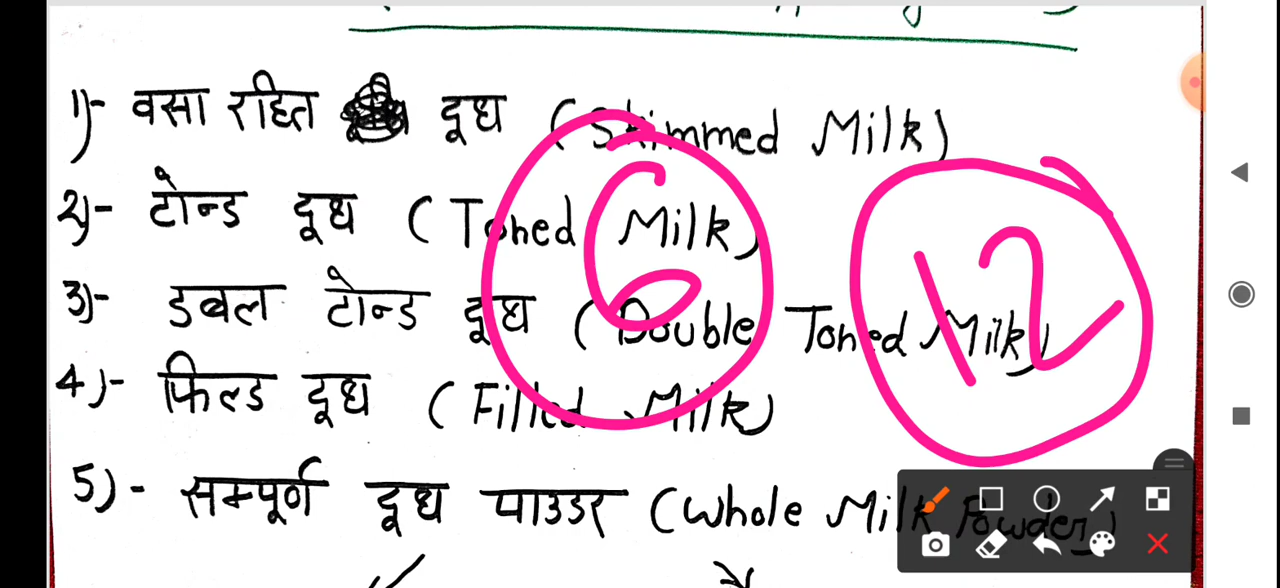 1)- वसा रहित दूध (Skimmed Milk)
2)- टोन्ड दूध (Toned Milk)
3)- डबल टोन्ड दूध (Double Toned Milk)
4)- फिल्ड दूध (Filled Milk)
5)- सम्पूर्ण दूध पाउडर (Whole Milk Powder)
6 12